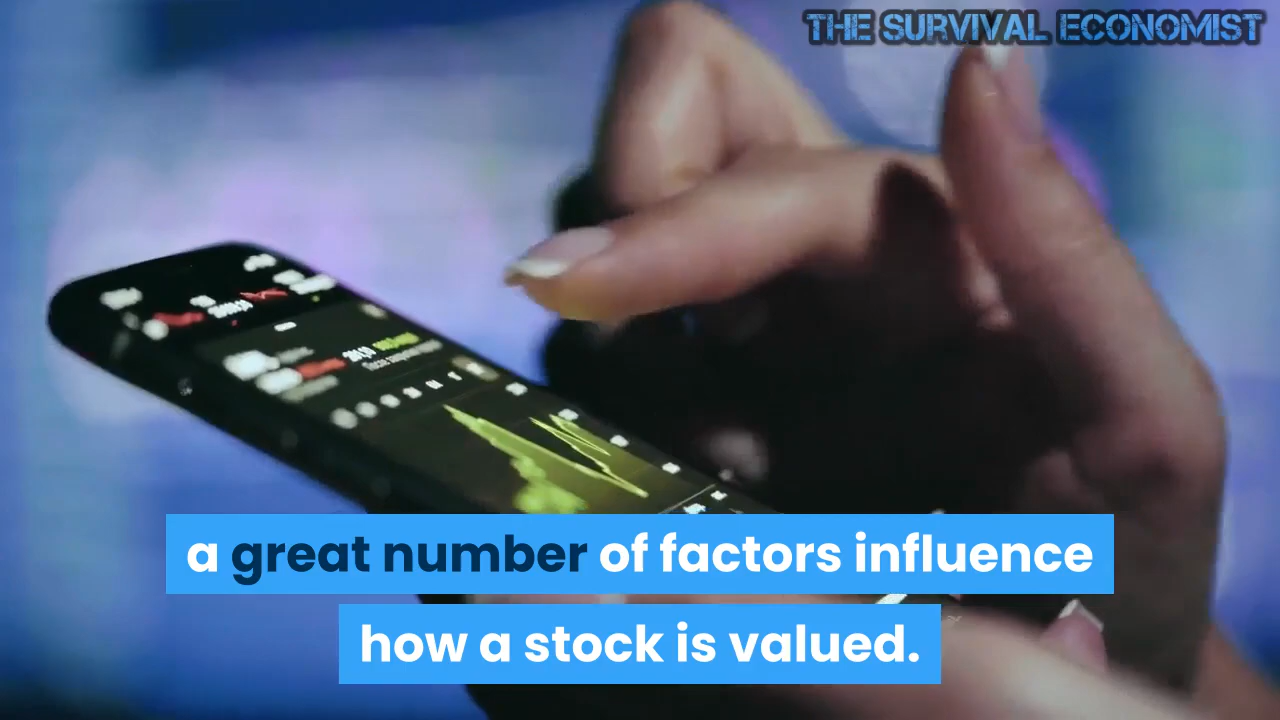 THE SURVIVAL ECONOMIST
a great number of factors influence
how a stock is valued.